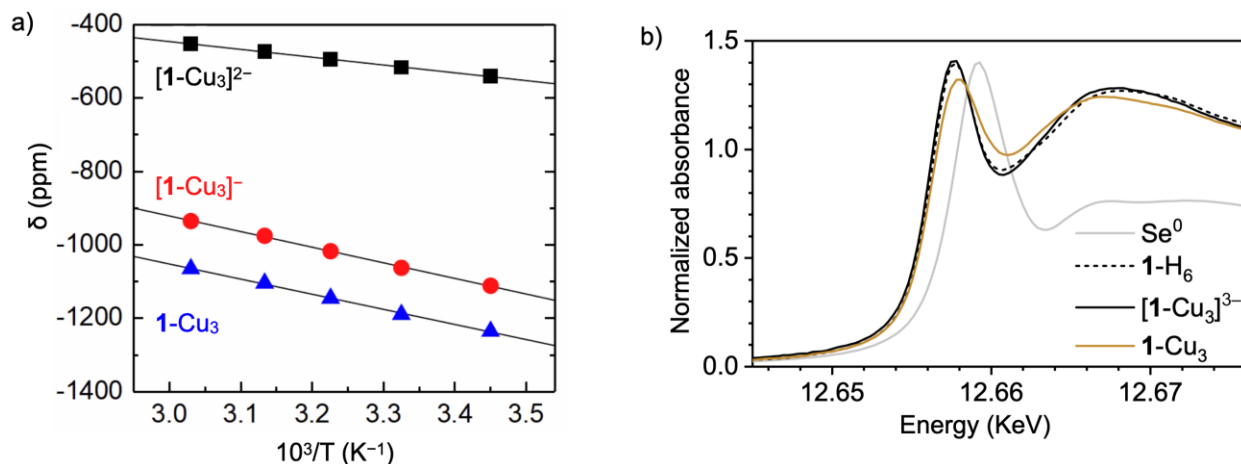 a)
δ (ppm)
-400
-600
-800
-1000
-1200
-1400
[1-Cu₃]²⁻
[1-Cu₃]⁻
1-Cu₃
3.0 3.1 3.2 3.3 3.4 3.5
10³/T (K⁻¹)
b)
Normalized absorbance
1.5
1.0
0.5
0.0
Se⁰
1-H₆
[1-Cu₃]³⁻
1-Cu₃
12.65 12.66 12.67
Energy (KeV)